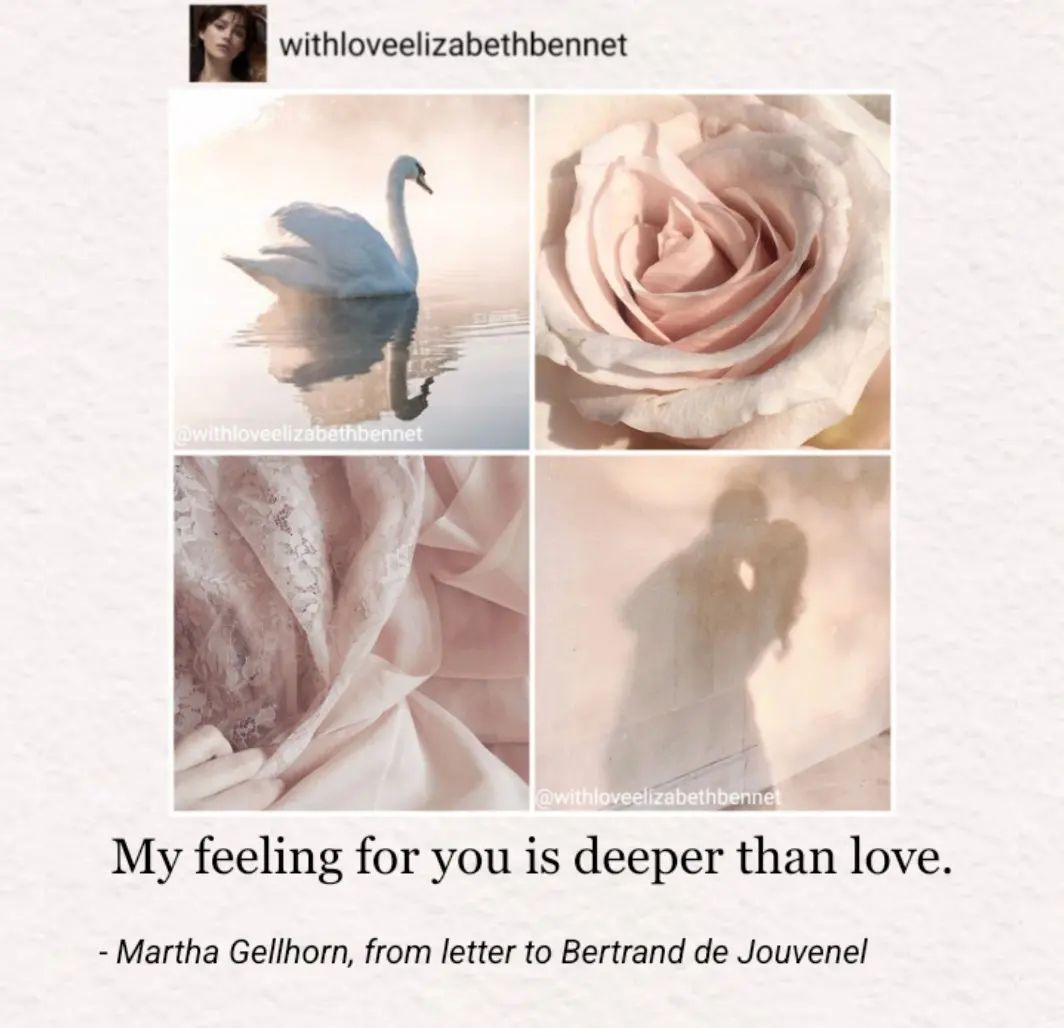 withloveelizabethbennet
@withloveelizabethbennet
@withloveelizabethbennet
My feeling for you is deeper than love.
- Martha Gellhorn, from letter to Bertrand de Jouvenel